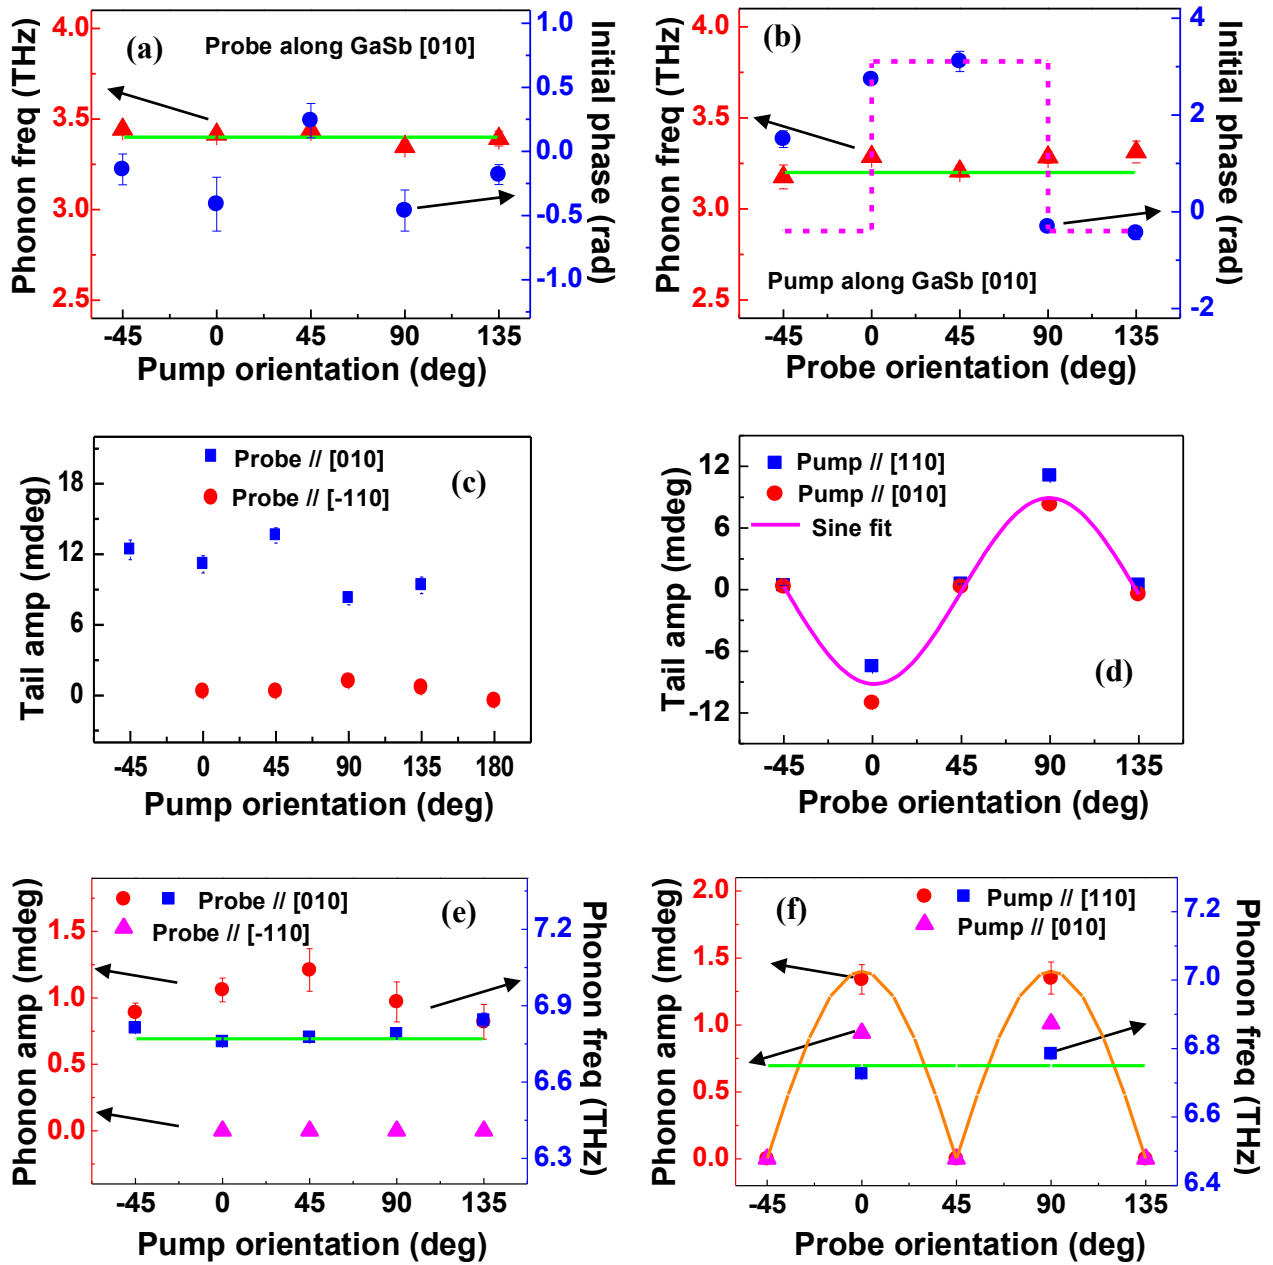 (a)
Probe along GaSb [010]
Phonon freq (THz)
4.0
3.5
3.0
2.5
Initial phase (rad)
1.0
0.5
0.0
-0.5
-1.0
-45 0 45 90 135
Pump orientation (deg)
(b)
Pump along GaSb [010]
Phonon freq (THz)
4.0
3.5
3.0
2.5
Initial phase (rad)
4
2
0
-2
-45 0 45 90 135
Probe orientation (deg)
Probe // [010]
Probe // [-110]
(c)
Tail amp (mdeg)
18
12
6
0
-45 0 45 90 135 180
Pump orientation (deg)
Pump // [110]
Pump // [010]
Sine fit
(d)
Tail amp (mdeg)
12
6
0
-6
-12
-45 0 45 90 135
Probe orientation (deg)
Probe // [010]
Probe // [-110]
(e)
Phonon amp (mdeg)
1.5
1.0
0.5
0.0
Phonon freq (THz)
7.2
6.9
6.6
6.3
-45 0 45 90 135
Pump orientation (deg)
(f)
Pump // [110]
Pump // [010]
Phonon amp (mdeg)
2.0
1.5
1.0
0.5
0.0
Phonon freq (THz)
7.2
7.0
6.8
6.6
6.4
-45 0 45 90 135
Probe orientation (deg)